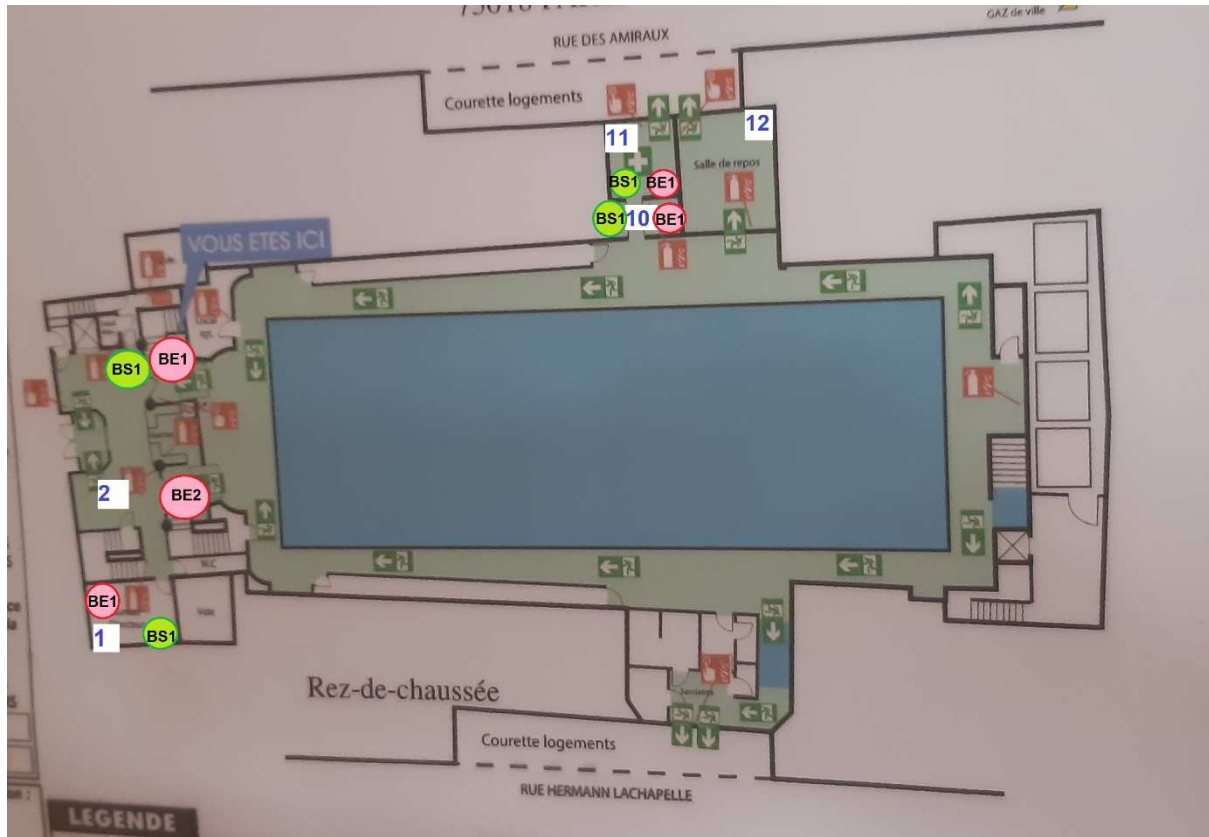 RUE DES AMIRAUX
GAZ de ville
Courette logements
11
12
Salle de repos
BS1
BE1
BS1
10
BE1
VOUS ETES ICI
BS1
BE1
2
BE2
BE1
Vide
1
BS1
Rez-de-chaussée
Courette logements
RUE HERMANN LACHAPELLE
LEGENDE